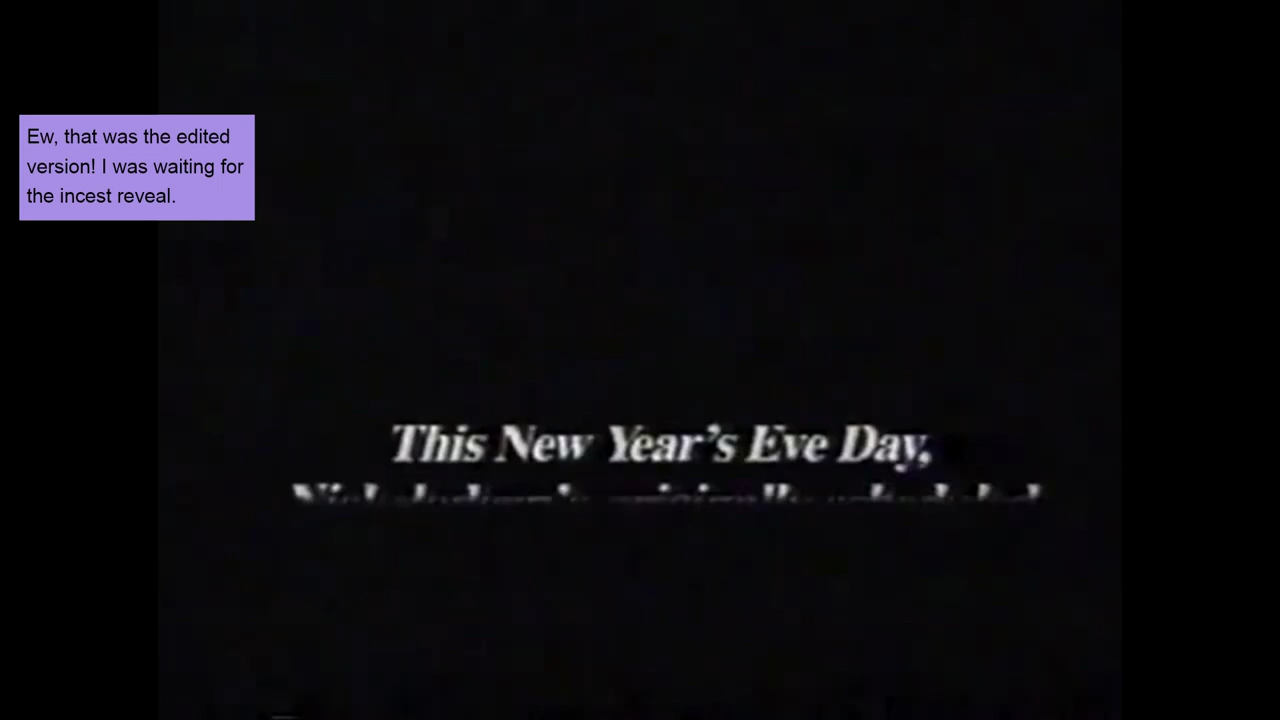 Ew, that was the edited
version! I was waiting for
the incest reveal.
This New Year's Eve Day,